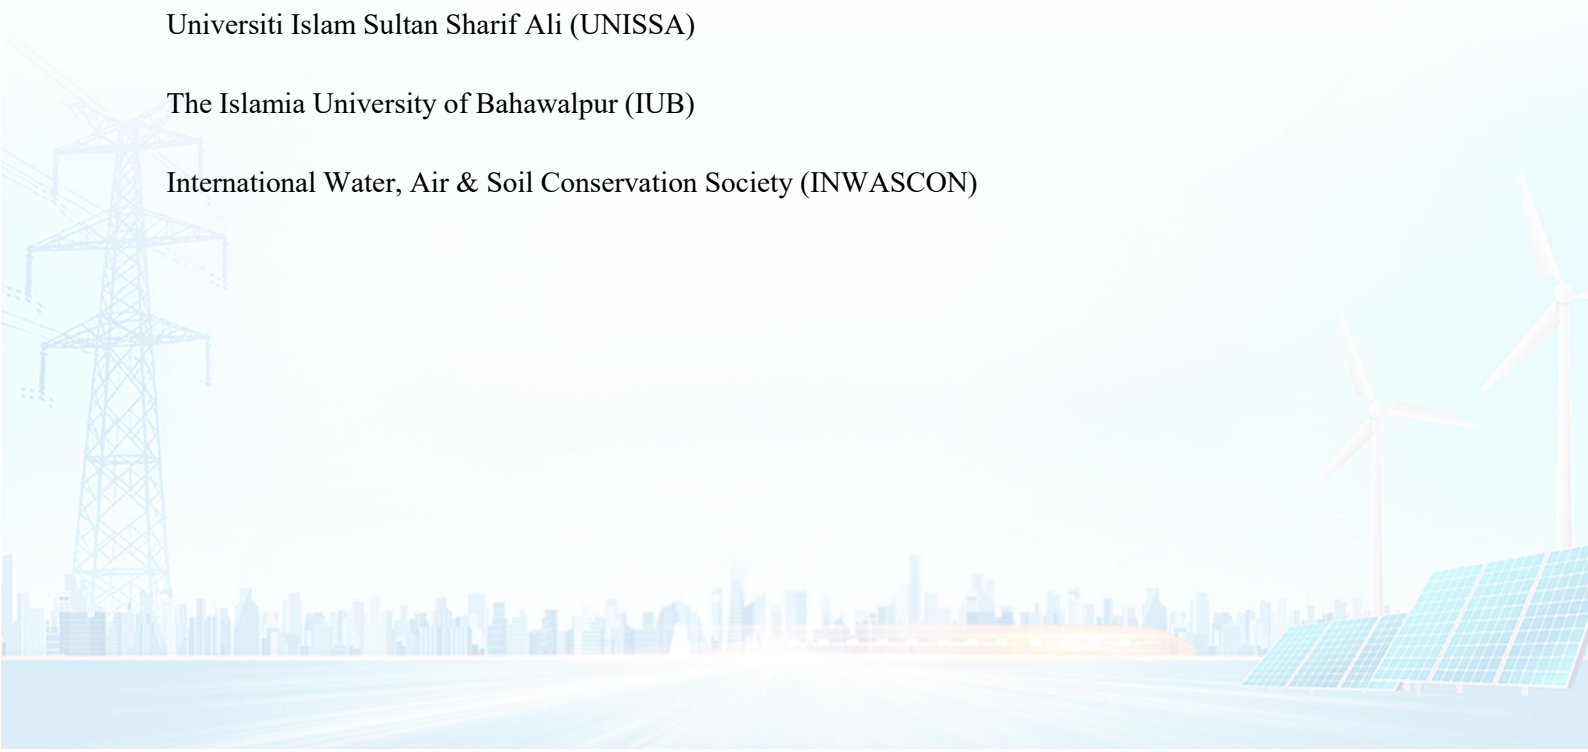 Universiti Islam Sultan Sharif Ali (UNISSA)
The Islamia University of Bahawalpur (IUB)
International Water, Air & Soil Conservation Society (INWASCON)